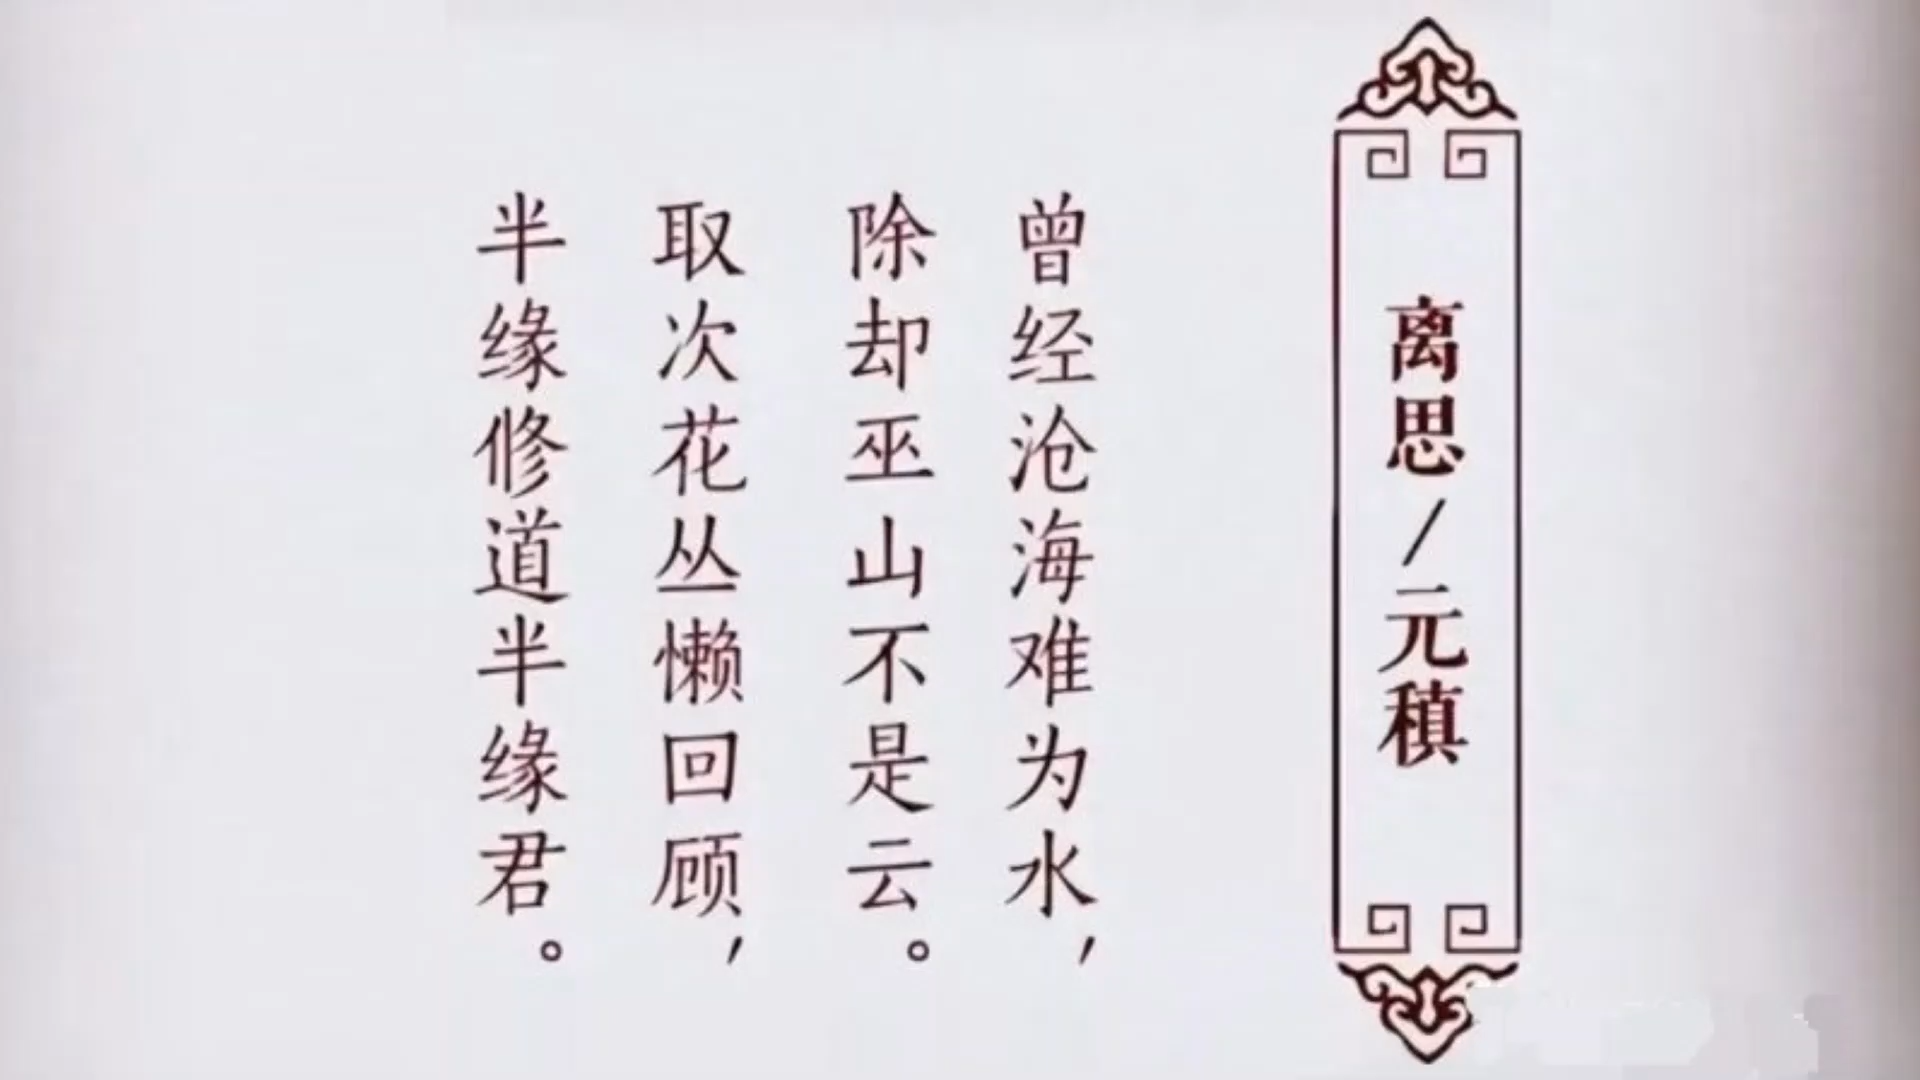 离思/元稹
曾经沧海难为水，
除却巫山不是云。
取次花丛懒回顾，
半缘修道半缘君。